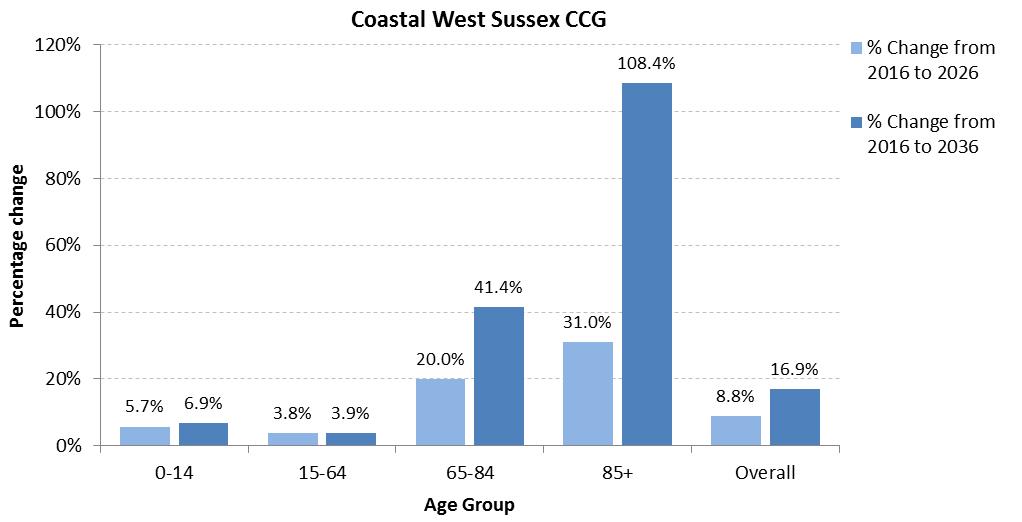 Coastal West Sussex CCG
120%
100%
80%
60%
40%
20%
0%
Percentage change
5.7%
6.9%
3.8%
3.9%
20.0%
41.4%
31.0%
108.4%
8.8%
16.9%
0-14
15-64
65-84
85+
Overall
Age Group
% Change from
2016 to 2026
% Change from
2016 to 2036